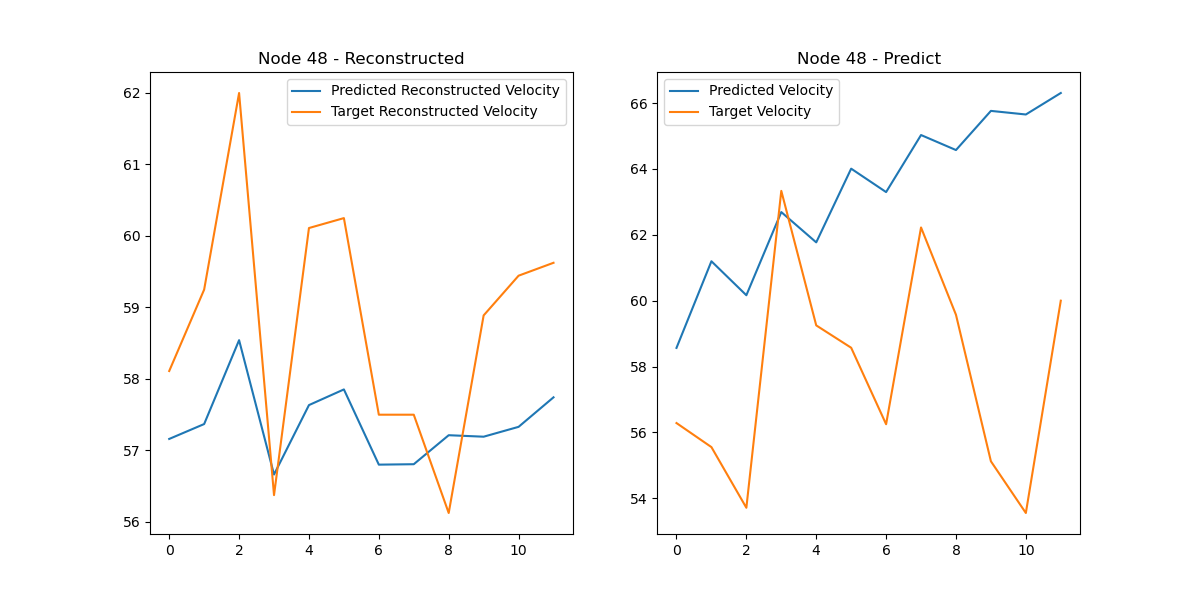 Node 48 - Reconstructed
Predicted Reconstructed Velocity
Target Reconstructed Velocity
62
61
60
59
58
57
56
0 2 4 6 8 10
Node 48 - Predict
Predicted Velocity
Target Velocity
66
64
62
60
58
56
54
0 2 4 6 8 10